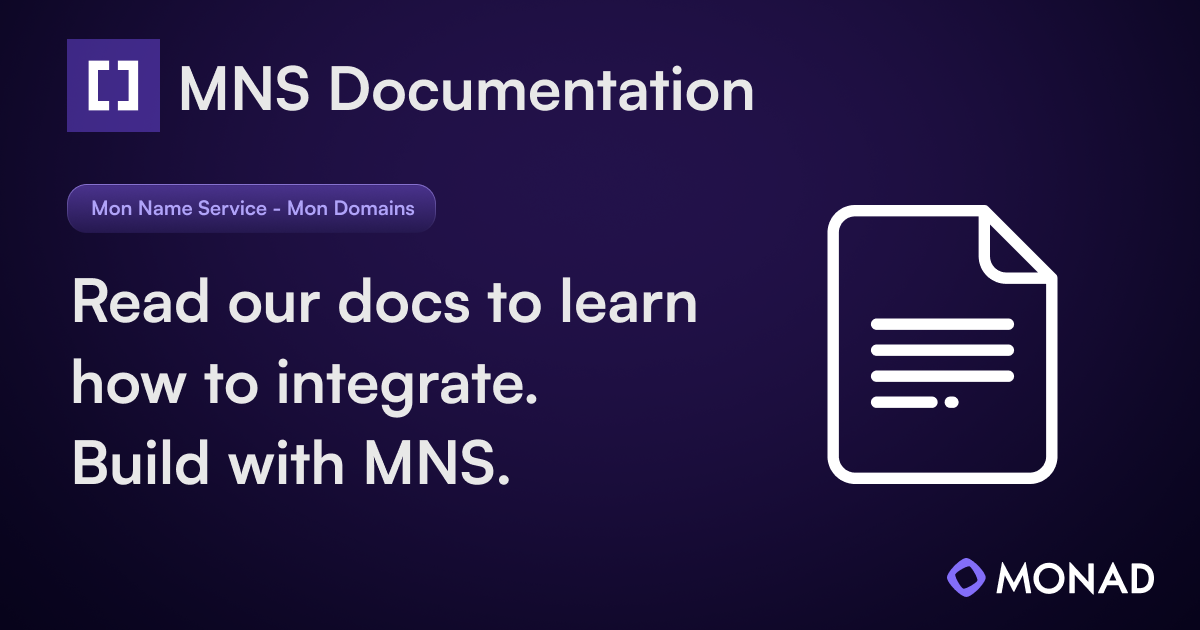 [] MNS Documentation
Mon Name Service - Mon Domains
Read our docs to learn
how to integrate.
Build with MNS.
MONAD